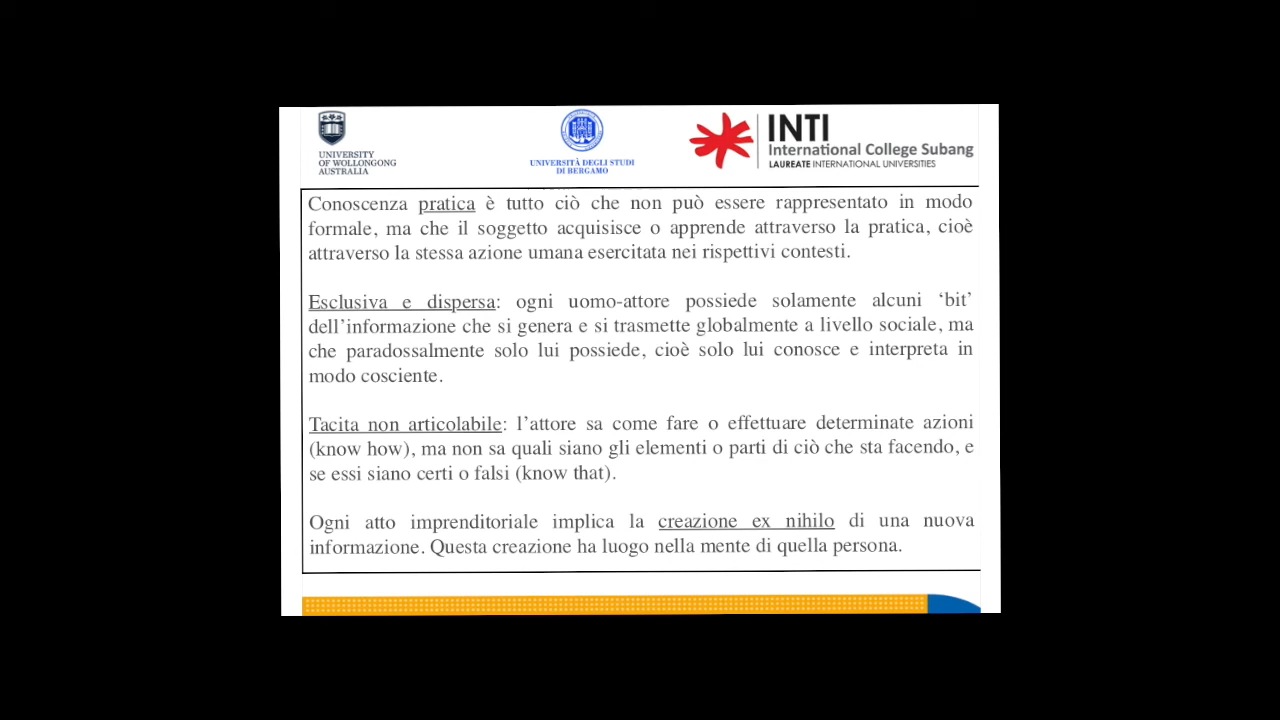 UNIVERSITY
OF WOLLONGONG
AUSTRALIA
UNIVERSITÀ DEGLI STUDI
DI BERGAMO
INTI
International College Subang
LAUREATE INTERNATIONAL UNIVERSITIES
Conoscenza pratica è tutto ciò che non può essere rappresentato in modo
formale, ma che il soggetto acquisisce o apprende attraverso la pratica, cioè
attraverso la stessa azione umana esercitata nei rispettivi contesti.
Esclusiva e dispersa: ogni uomo-attore possiede solamente alcuni ‘bit’
dell’informazione che si genera e si trasmette globalmente a livello sociale, ma
che paradossalmente solo lui possiede, cioè solo lui conosce e interpreta in
modo cosciente.
Tacita non articolabile: l’attore sa come fare o effettuare determinate azioni
(know how), ma non sa quali siano gli elementi o parti di ciò che sta facendo, e
se essi siano certi o falsi (know that).
Ogni atto imprenditoriale implica la creazione ex nihilo di una nuova
informazione. Questa creazione ha luogo nella mente di quella persona.